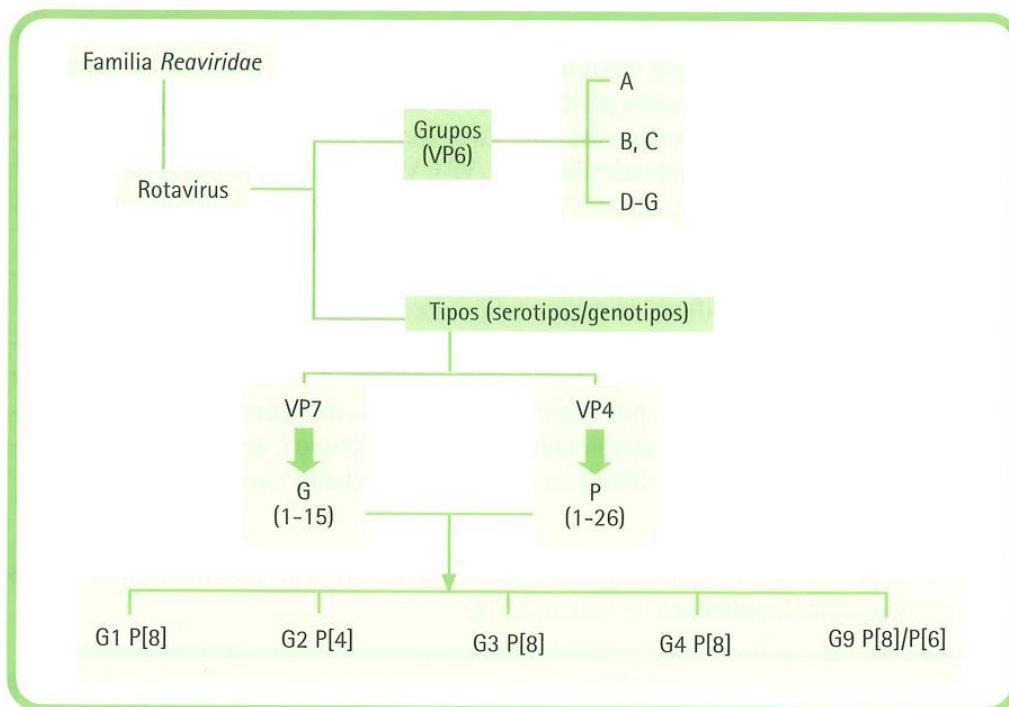 Familia Reaviridae
Rotavirus
Grupos
(VP6)
A
B, C
D-G
Tipos (serotipos/genotipos)
VP7
G
(1-15)
VP4
P
(1-26)
G1 P[8]
G2 P[4]
G3 P[8]
G4 P[8]
G9 P[8]/P[6]